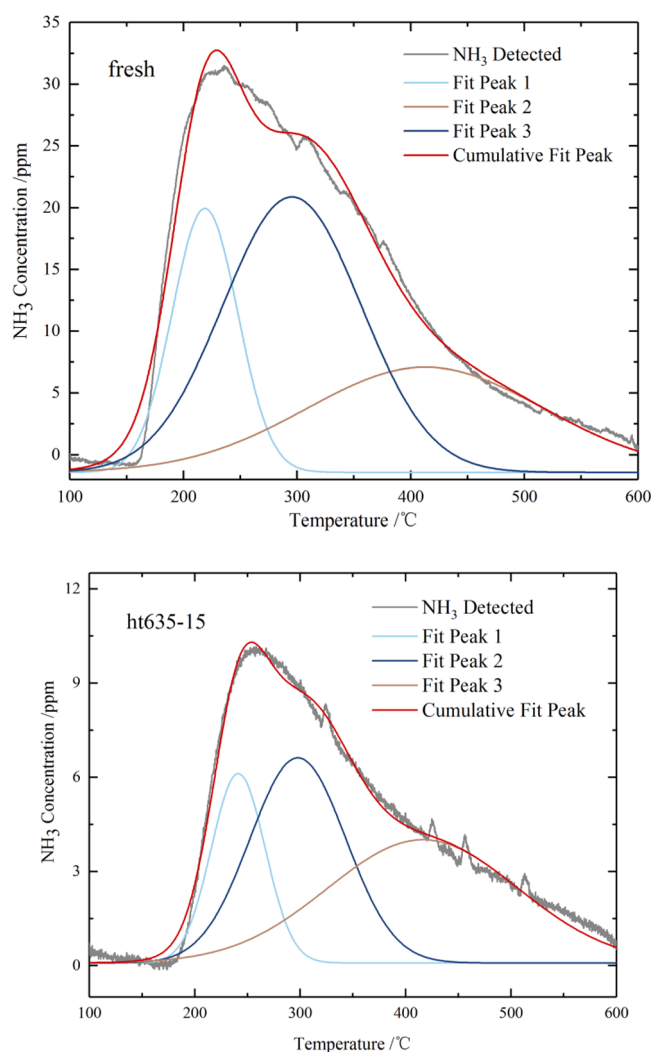 35
30
25
20
15
10
5
0
NH3 Concentration /ppm
fresh
NH3 Detected
Fit Peak 1
Fit Peak 2
Fit Peak 3
Cumulative Fit Peak
100 200 300 400 500 600
Temperature /℃
12
9
6
3
0
NH3 Concentration /ppm
ht635-15
NH3 Detected
Fit Peak 1
Fit Peak 2
Fit Peak 3
Cumulative Fit Peak
100 200 300 400 500 600
Temperature /℃